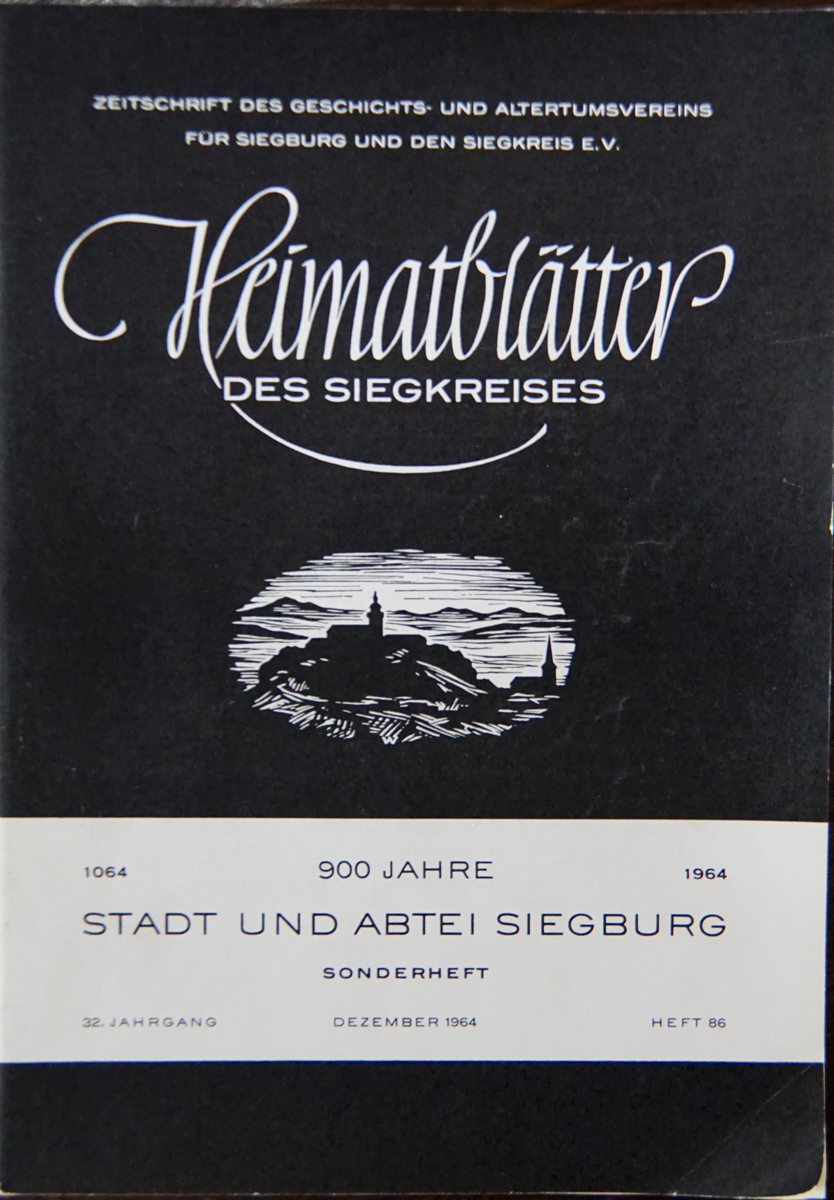 ZEITSCHRIFT DES GESCHICHTS- UND ALTERTUMSVEREINS
FÜR SIEGBURG UND DEN SIEGKREIS E.V.
Heimatblätter
DES SIEGKREISES
1064 900 JAHRE 1964
STADT UND ABTEI SIEGBURG
SONDERHEFT
32. JAHRGANG DEZEMBER 1964 HEFT 86